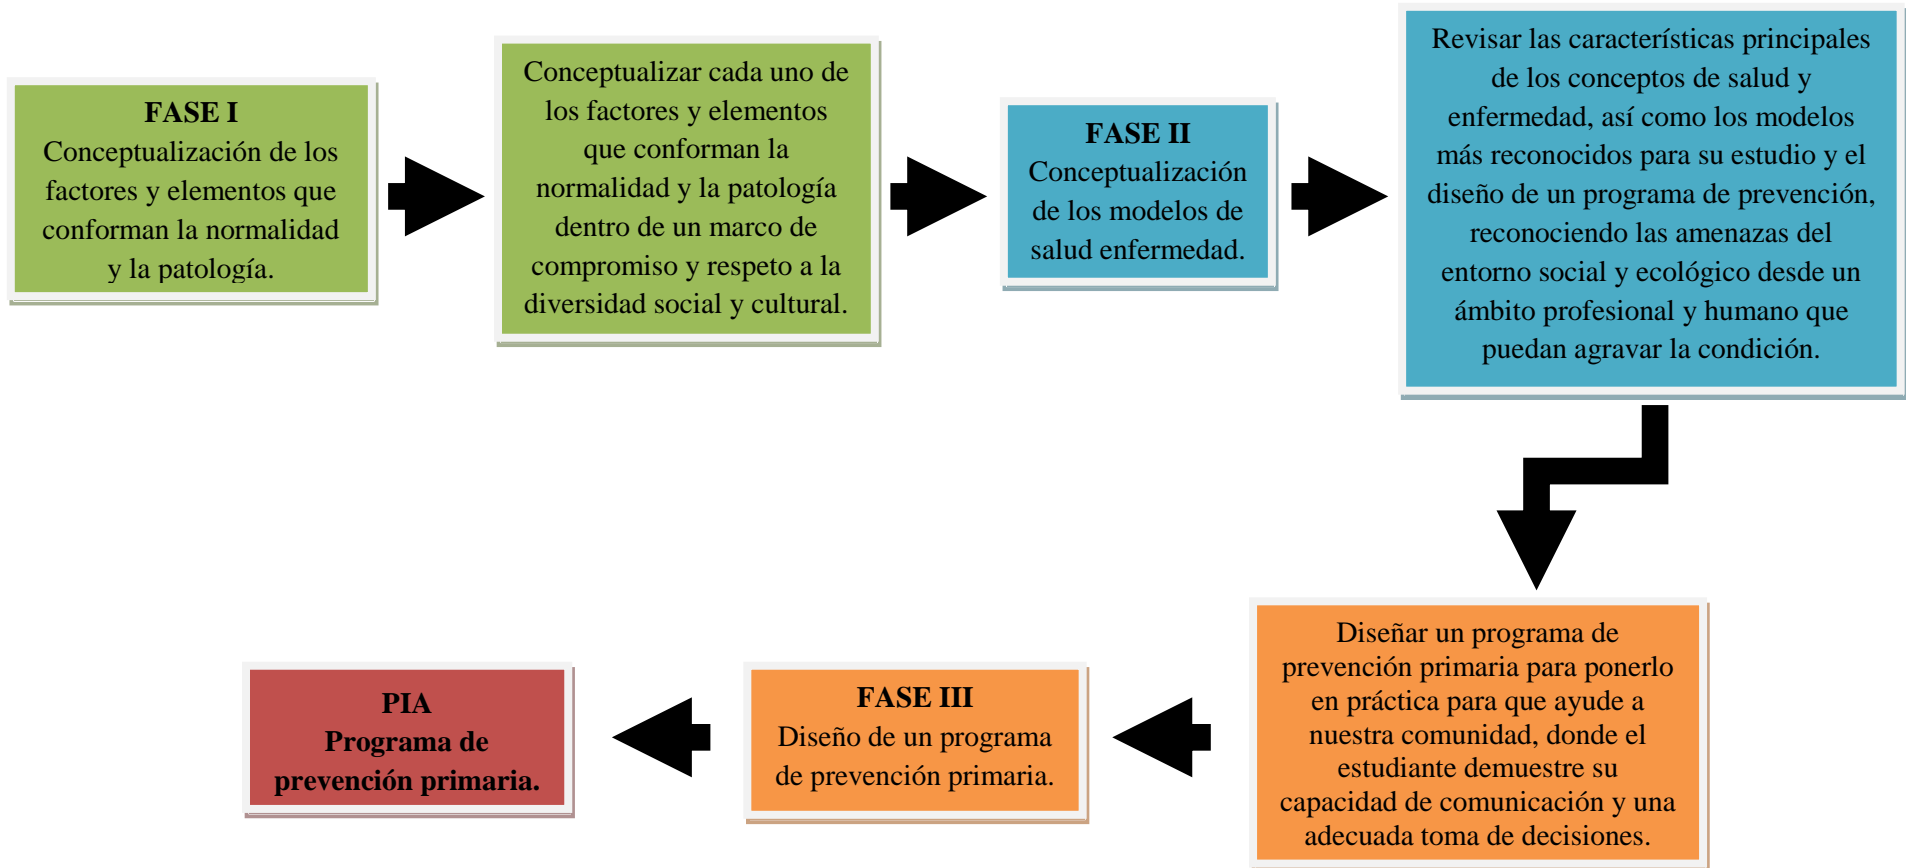 FASE I
Conceptualización de los
factores y elementos que
conforman la normalidad
y la patología.
Conceptualizar cada uno de
los factores y elementos
que conforman la
normalidad y la patología
dentro de un marco de
compromiso y respeto a la
diversidad social y cultural.
FASE II
Conceptualización
de los modelos de
salud enfermedad.
Revisar las características principales
de los conceptos de salud y
enfermedad, así como los modelos
más reconocidos para su estudio y el
diseño de un programa de prevención,
reconociendo las amenazas del
entorno social y ecológico desde un
ámbito profesional y humano que
puedan agravar la condición.
Diseñar un programa de
prevención primaria para ponerlo
en práctica para que ayude a
nuestra comunidad, donde el
estudiante demuestre su
capacidad de comunicación y una
adecuada toma de decisiones.
FASE III
Diseño de un programa
de prevención primaria.
PIA
Programa de
prevención primaria.